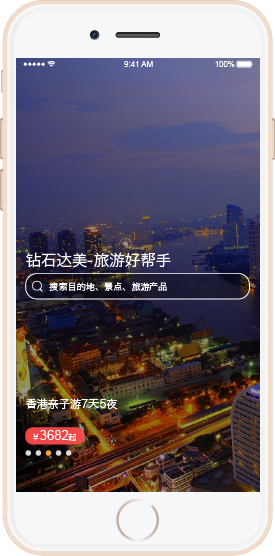 9:41 AM 100%
钻石达美-旅游好帮手
搜索目的地、景点、旅游产品
香港亲子游7天5夜
￥3682起